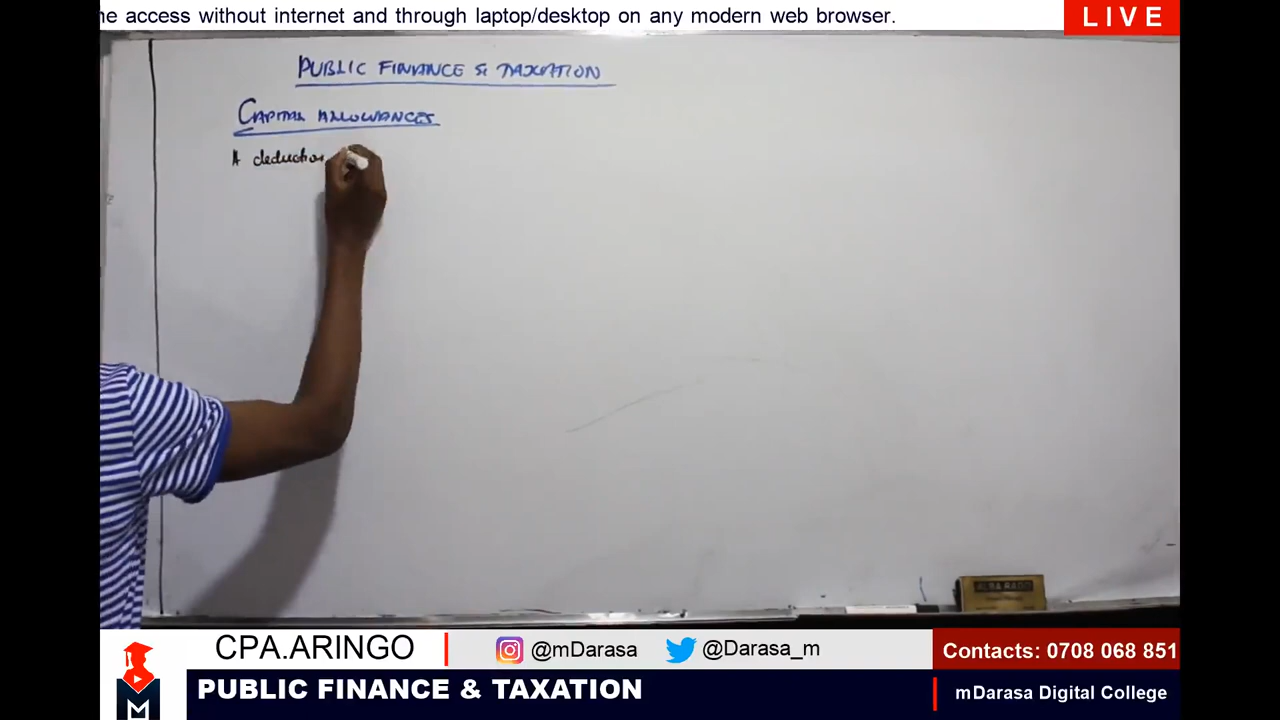 ne access without internet and through laptop/desktop on any modern web browser.
LIVE
PUBLIC FINANCE & TAXATION
CAPITAL ALLOWANCES
A deduction
CPA.ARINGO
@mDarasa
@Darasa_m
Contacts: 0708 068 851
PUBLIC FINANCE & TAXATION
mDarasa Digital College